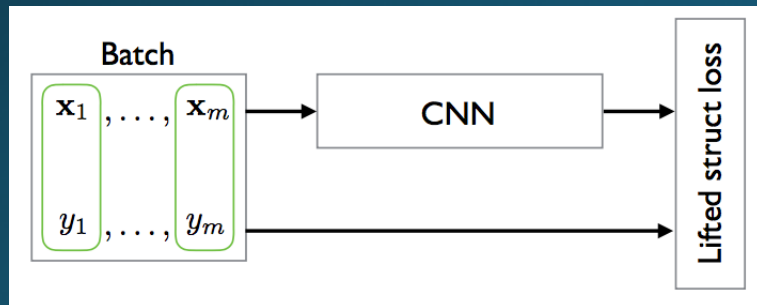 Batch
x₁ , . . . , xₘ
CNN
y₁ , . . . , yₘ
Lifted struct loss